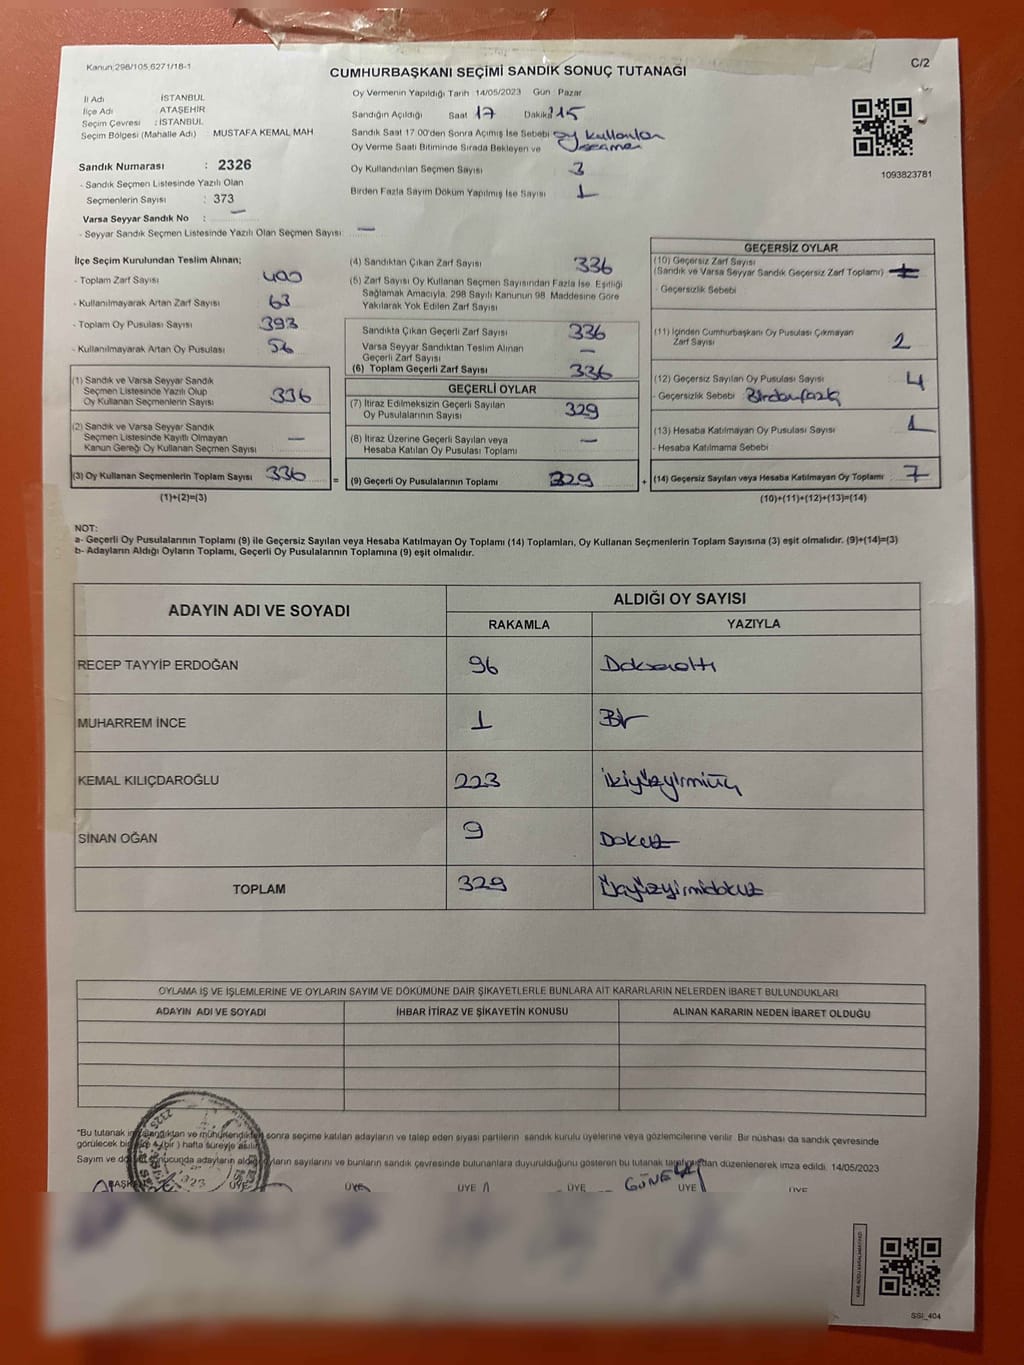 Kanun;298/105,6271/18-1
C/2
CUMHURBAŞKANI SEÇİMİ SANDIK SONUÇ TUTANAĞI
İl Adı İSTANBUL
İlçe Adı ATAŞEHİR
Seçim Çevresi : İSTANBUL
Seçim Bölgesi (Mahalle Adı) MUSTAFA KEMAL MAH
Sandık Numarası : 2326
- Sandık Seçmen Listesinde Yazılı Olan
Seçmenlerin Sayısı : 373
Varsa Seyyar Sandık No : —
- Seyyar Sandık Seçmen Listesinde Yazılı Olan Seçmen Sayısı: —
Oy Vermenin Yapıldığı Tarih 14/05/2023 Gün : Pazar
Sandığın Açıldığı Saat 17 Dakika 15
Sandık Saat 17:00'den Sonra Açımış İse Sebebi oy kullanılan
Oy Verme Saati Bitiminde Sırada Bekleyen ve seçmen
Oy Kullandırılan Seçmen Sayısı 3
Birden Fazla Sayım Döküm Yapılmış İse Sayısı 1
1093823781
İlçe Seçim Kurulundan Teslim Alınan;
- Toplam Zarf Sayısı 400
- Kullanılmayarak Artan Zarf Sayısı 63
- Toplam Oy Pusulası Sayısı 393
- Kullanılmayarak Artan Oy Pusulası 56
(1) Sandık ve Varsa Seyyar Sandık
Seçmen Listesinde Yazılı Olup
Oy Kullanan Seçmenlerin Sayısı 336
(2) Sandık ve Varsa Seyyar Sandık
Seçmen Listesinde Kayıtlı Olmayan
Kanun Gereği Oy Kullanan Seçmen Sayısı —
(3) Oy Kullanan Seçmenlerin Toplam Sayısı 336
(1)+(2)=(3)
=
(4) Sandıktan Çıkan Zarf Sayısı 336
(5) Zarf Sayısı Oy Kullanan Seçmen Sayısından Fazla İse, Eşitliği
Sağlamak Amacıyla, 298 Sayılı Kanunun 98. Maddesine Göre
Yakılarak Yok Edilen Zarf Sayısı
Sandıkta Çıkan Geçerli Zarf Sayısı 336
Varsa Seyyar Sandıktan Teslim Alınan
Geçerli Zarf Sayısı —
(6) Toplam Geçerli Zarf Sayısı 336
GEÇERLİ OYLAR
(7) İtiraz Edilmeksizin Geçerli Sayılan
Oy Pusulalarının Sayısı 329
(8) İtiraz Üzerine Geçerli Sayılan veya
Hesaba Katılan Oy Pusulası Toplamı —
(9) Geçerli Oy Pusulalarının Toplamı 329
+
GEÇERSİZ OYLAR
(10) Geçersiz Zarf Sayısı
(Sandık ve Varsa Seyyar Sandık Geçersiz Zarf Toplamı)
- Geçersizlik Sebebi
(11) İçinden Cumhurbaşkanı Oy Pusulası Çıkmayan
Zarf Sayısı 2
(12) Geçersiz Sayılan Oy Pusulası Sayısı 4
- Geçersizlik Sebebi Birden fazla
(13) Hesaba Katılmayan Oy Pusulası Sayısı 1
- Hesaba Katılmama Sebebi
(14) Geçersiz Sayılan veya Hesaba Katılmayan Oy Toplamı 7
(10)+(11)+(12)+(13)=(14)
NOT:
a- Geçerli Oy Pusulalarının Toplamı (9) ile Geçersiz Sayılan veya Hesaba Katılmayan Oy Toplamı (14) Toplamları, Oy Kullanan Seçmenlerin Toplam Sayısına (3) eşit olmalıdır. (9)+(14)=(3)
b- Adayların Aldığı Oyların Toplamı, Geçerli Oy Pusulalarının Toplamına (9) eşit olmalıdır.
ADAYIN ADI VE SOYADI ALDIĞI OY SAYISI
RAKAMLA YAZIYLA
RECEP TAYYİP ERDOĞAN 96 Doksanaltı
MUHARREM İNCE 1 Bir
KEMAL KILIÇDAROĞLU 223 ikiyüzyirmiüç
SİNAN OĞAN 9 Dokuz
TOPLAM 329 Üçyüzyirmidokuz
OYLAMA İŞ VE İŞLEMLERİNE VE OYLARIN SAYIM VE DÖKÜMÜNE DAİR ŞİKAYETLERLE BUNLARA AİT KARARLARIN NELERDEN İBARET BULUNDUKLARI
ADAYIN ADI VE SOYADI İHBAR İTİRAZ VE ŞİKAYETİN KONUSU ALINAN KARARIN NEDEN İBARET OLDUĞU
*Bu tutanak ve mühürlendikten sonra seçime katılan adayların ve talep eden siyasi partilerin sandık kurulu üyelerine veya gözlemcilerine verilir. Bir nüshası da sandık çevresinde
görülecek bir (bir) hafta süreyle asılır.
Sayım ve döküm sonucunda adayların aldığı oyların sayılarını ve bunların sandık çevresinde bulunanlara duyurulduğunu gösteren bu tutanak tarafımızdan düzenlenerek imza edildi. 14/05/2023
BAŞKAN ÜYE ÜYE ÜYE ÜYE GÜNEL ÜYE ÜYE
SSİ_404